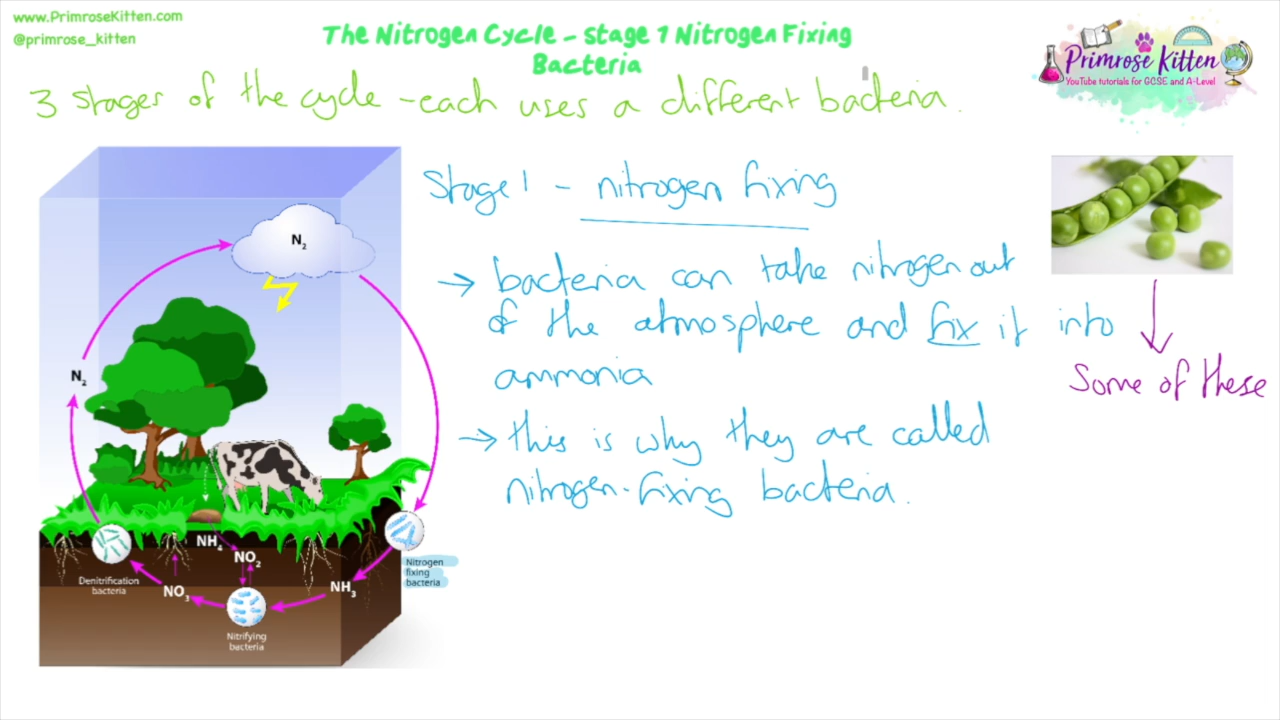 www.PrimroseKitten.com
@primrose_kitten
The Nitrogen Cycle – stage 1 Nitrogen Fixing
Bacteria
Primrose Kitten
YouTube tutorials for GCSE and A-Level
3 stages of the cycle - each uses a different bacteria.
Stage 1 - nitrogen fixing
→ bacteria can take nitrogen out
of the atmosphere and fix it into
ammonia
→ this is why they are called
nitrogen-fixing bacteria.
Some of these
N2
N2
NH4
NO2
Nitrogen
fixing
bacteria
Denitrification
bacteria
NO3
NH3
Nitrifying
bacteria